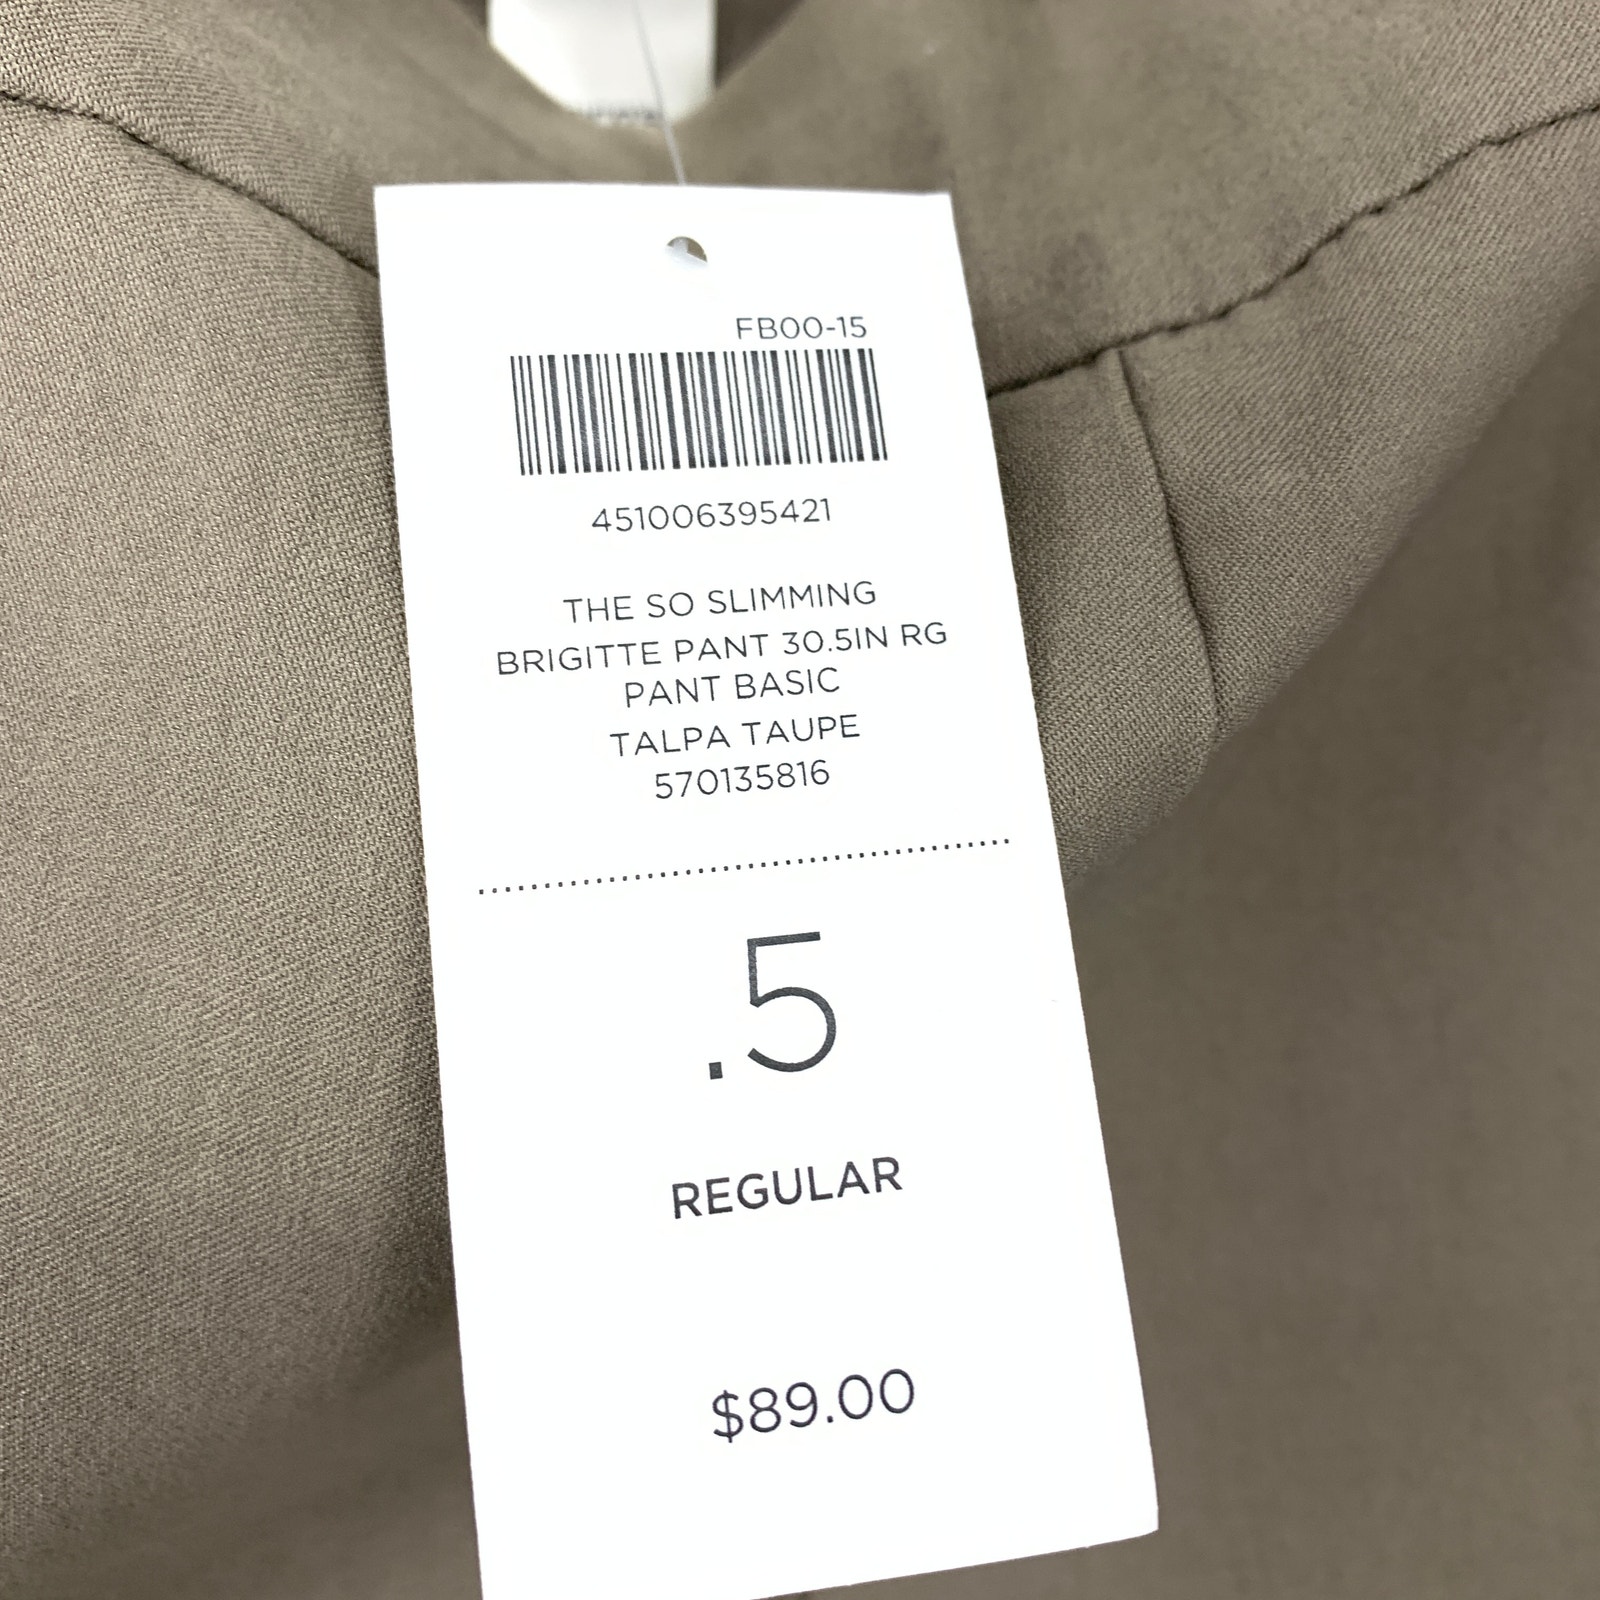 FB00-15
451006395421
THE SO SLIMMING
BRIGITTE PANT 30.5IN RG
PANT BASIC
TALPA TAUPE
570135816
.5
REGULAR
$89.00